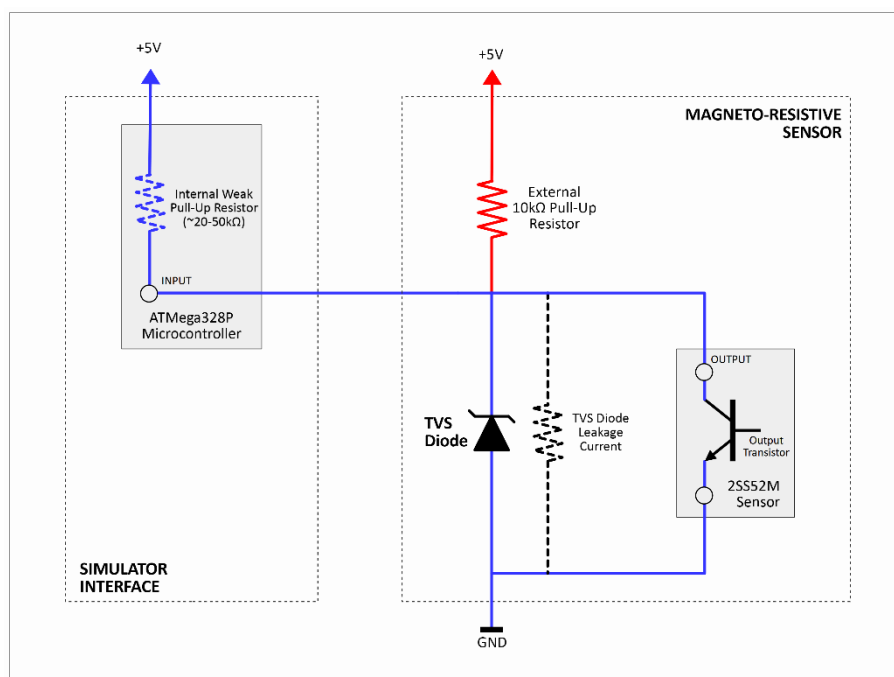 +5V
+5V
MAGNETO-RESISTIVE
SENSOR
Internal Weak
Pull-Up Resistor
(~20-50kΩ)
External
10kΩ Pull-Up
Resistor
INPUT
ATMega328P
Microcontroller
OUTPUT
TVS
Diode
TVS Diode
Leakage
Current
Output
Transistor
2SS52M
Sensor
SIMULATOR
INTERFACE
GND